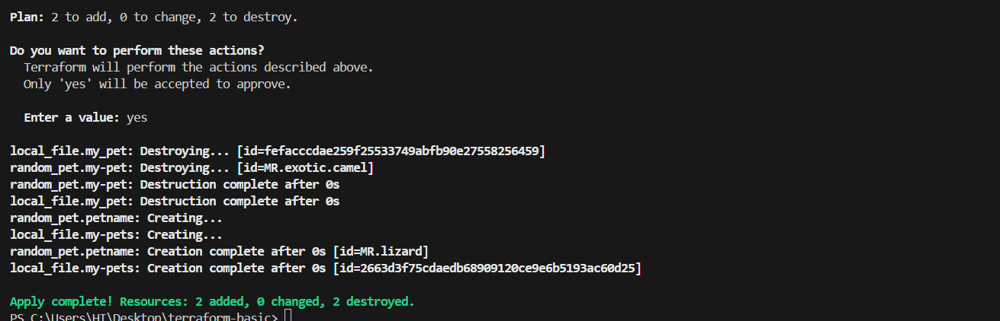 Plan: 2 to add, 0 to change, 2 to destroy.
Do you want to perform these actions?
Terraform will perform the actions described above.
Only 'yes' will be accepted to approve.
Enter a value: yes
local_file.my_pet: Destroying... [id=fefacccdae259f25533749abfb90e27558256459]
random_pet.my-pet: Destroying... [id=MR.exotic.camel]
random_pet.my-pet: Destruction complete after 0s
local_file.my_pet: Destruction complete after 0s
random_pet.petname: Creating...
local_file.my-pets: Creating...
random_pet.petname: Creation complete after 0s [id=MR.lizard]
local_file.my-pets: Creation complete after 0s [id=2663d3f75cdaedb68909120ce9e6b5193ac60d25]
Apply complete! Resources: 2 added, 0 changed, 2 destroyed.
PS C:\Users\HI\Desktop\terraform-basic>